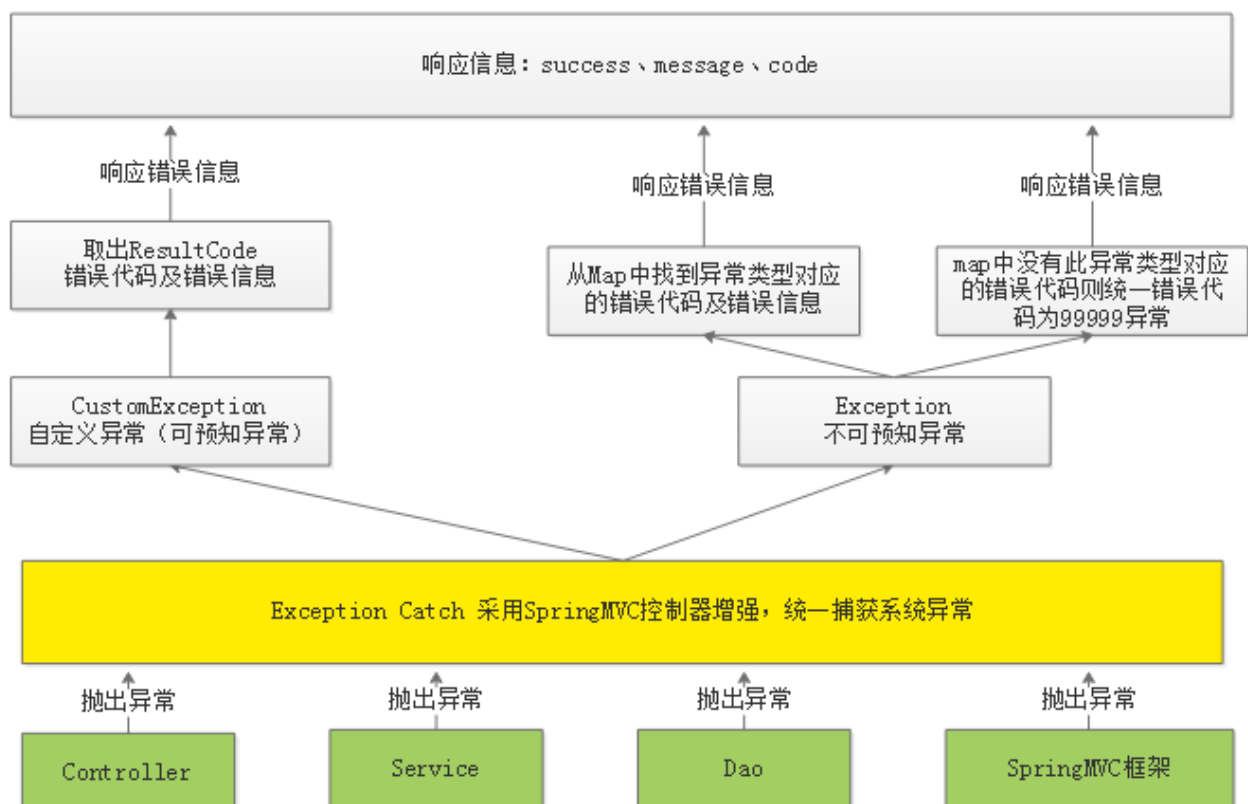 响应信息：success、message、code
响应错误信息
响应错误信息
响应错误信息
取出ResultCode
错误代码及错误信息
从Map中找到异常类型对应
的错误代码及错误信息
map中没有此异常类型对应
的错误代码则统一错误代
码为99999异常
CustomException
自定义异常（可预知异常）
Exception
不可预知异常
Exception Catch 采用SpringMVC控制器增强，统一捕获系统异常
抛出异常
抛出异常
抛出异常
抛出异常
Controller
Service
Dao
SpringMVC框架